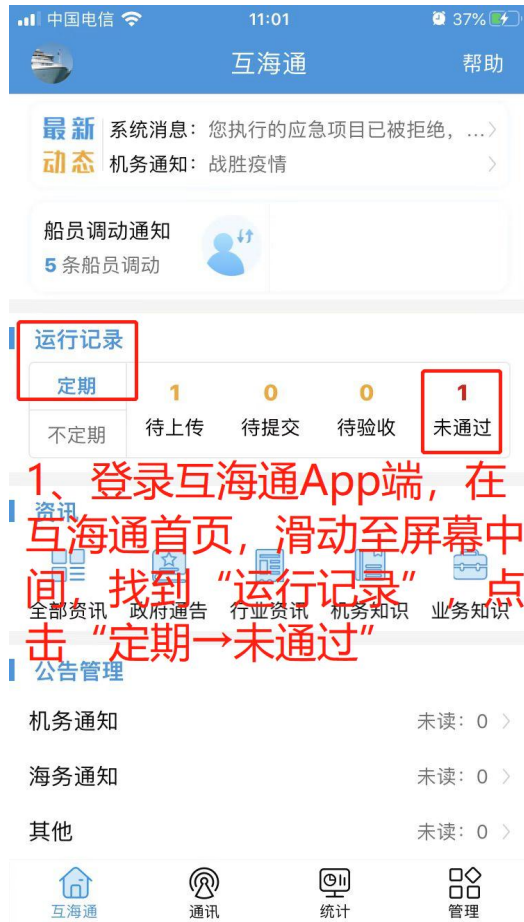 中国电信 11:01 37%
互海通 帮助
最新 系统消息：您执行的应急项目已被拒绝，...
动态 机务通知：战胜疫情
船员调动通知
5 条船员调动
运行记录
定期 1 0 0 1
不定期 待上传 待提交 待验收 未通过
1、登录互海通App端，在
资讯
互海通首页，滑动至屏幕中
间，找到“运行记录”，点
全部资讯 政府通告 行业资讯 机务知识 业务知识
击“定期→未通过”
公告管理
机务通知 未读：0
海务通知 未读：0
其他 未读：0
互海通 通讯 统计 管理